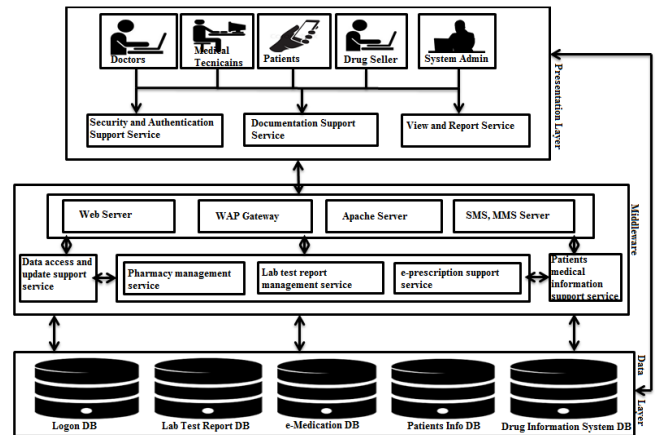 Doctors
Medical
Tecnicains
Patients
Drug Seller
System Admin
Security and Authentication
Support Service
Documentation Support
Service
View and Report Service
Presentation Layer
Web Server
WAP Gateway
Apache Server
SMS, MMS Server
Middleware
Data access and
update support
service
Pharmacy management
service
Lab test report
management service
e-prescription support
service
Patients
medical
information
support service
Data
Layer
Logon DB
Lab Test Report DB
e-Medication DB
Patients Info DB
Drug Information System DB